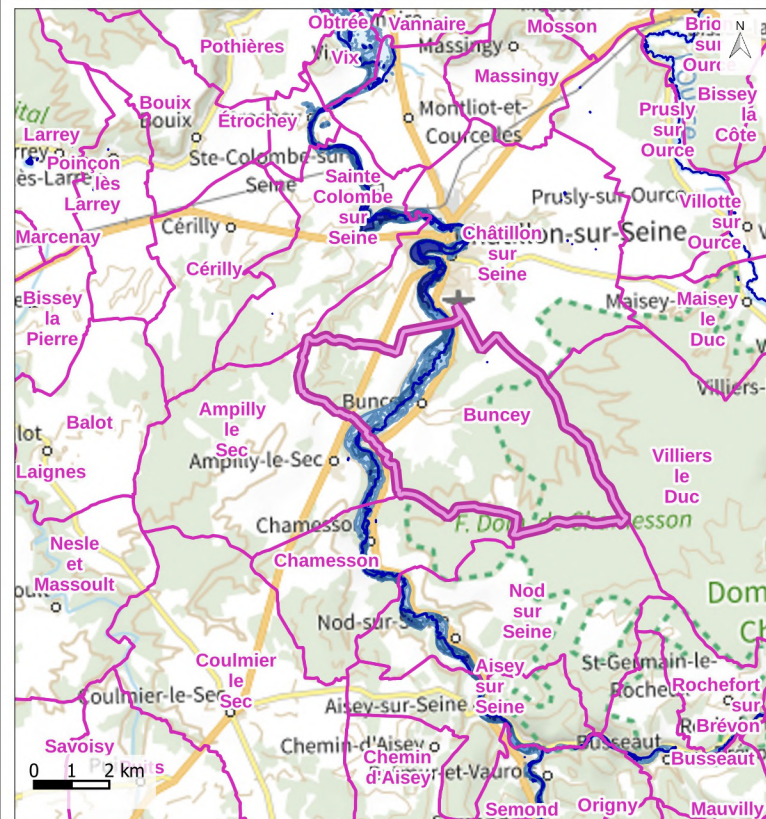 Obtrée
Vannaire
Mosson
Brion
sur
Ource
N
Pothières
Vix
Massingy
Massingy
Bissey
la
Côte
Bouix
Bouix
Étrochey
Montliot-et-
Courcelles
Prusly
sur
Ource
Larrey
Poinçon
lès
Larrey
Ste-Colombe-sur-
Seine
Sainte
Colombe
sur
Seine
Prusly-sur-Ource
Villotte
sur
Ource
Marcenay
Cérilly
Cérilly
Châtillon
sur
Seine
Châtillon-sur-Seine
Bissey
la
Pierre
Maisey-
Maisey
le
Duc
Villiers-
Buncey
Buncey
Balot
Ampilly
le
Sec
Ampilly-le-Sec
Laignes
Villiers
le
Duc
Chamesson
F. Dom. de Chamesson
Chamesson
Nesle
et
Massoult
Nod
sur
Seine
Nod-sur-S
Dom
Coulmier
le
Sec
Coulmier-le-Sec
Aisey
sur
Seine
Aisey-sur-Seine
St-Germain-le-
Rocheux
Rochefort
sur
Brévon
Savoisy
Chemin-d'Aisey
Chemin
d'Aisey
Busseaut
Busseaut
0 1 2 km
Semond
Origny
Mauvilly